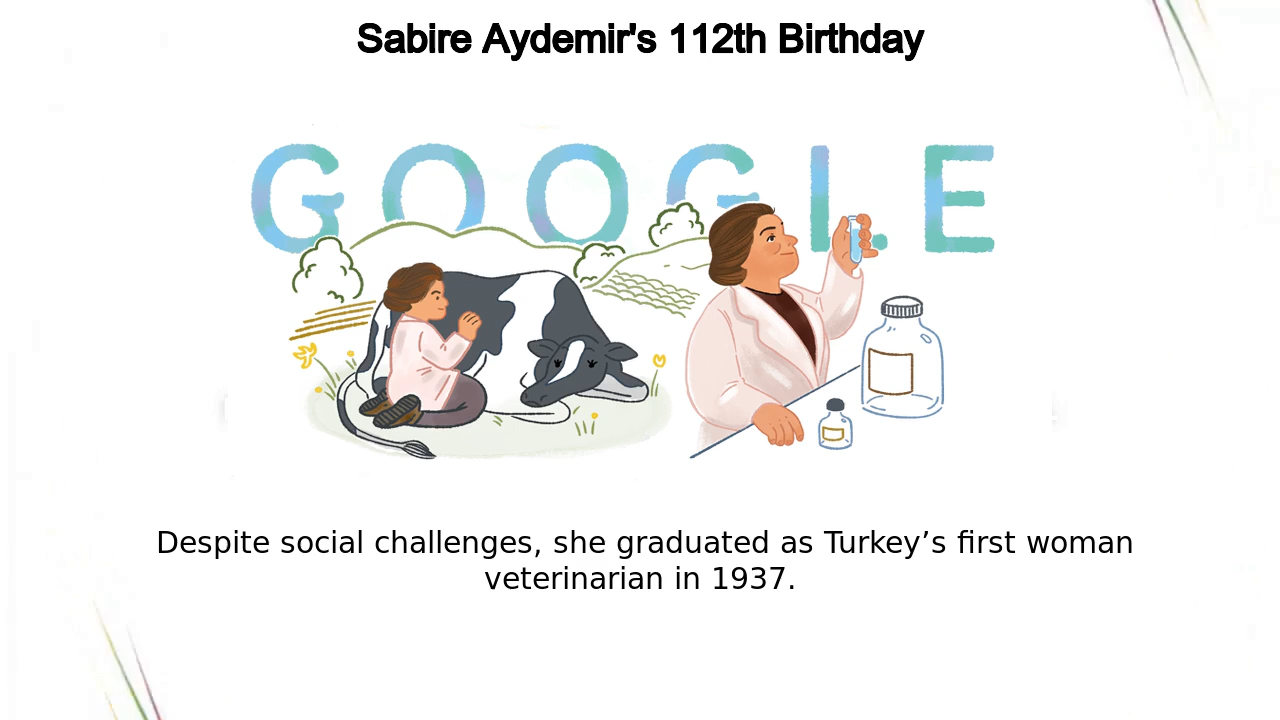 Sabire Aydemir's 112th Birthday
GOOGLE
Despite social challenges, she graduated as Turkey’s first woman
veterinarian in 1937.